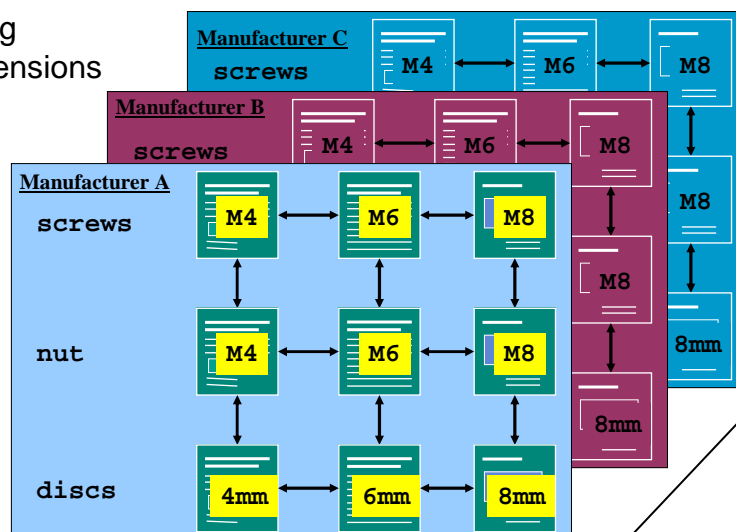 g
ensions
Manufacturer C
screws M4 M6 M8
Manufacturer B
screws M4 M6 M8
M8
Manufacturer A
screws M4 M6 M8
M8
nut M4 M6 M8
8mm
8mm
discs 4mm 6mm 8mm